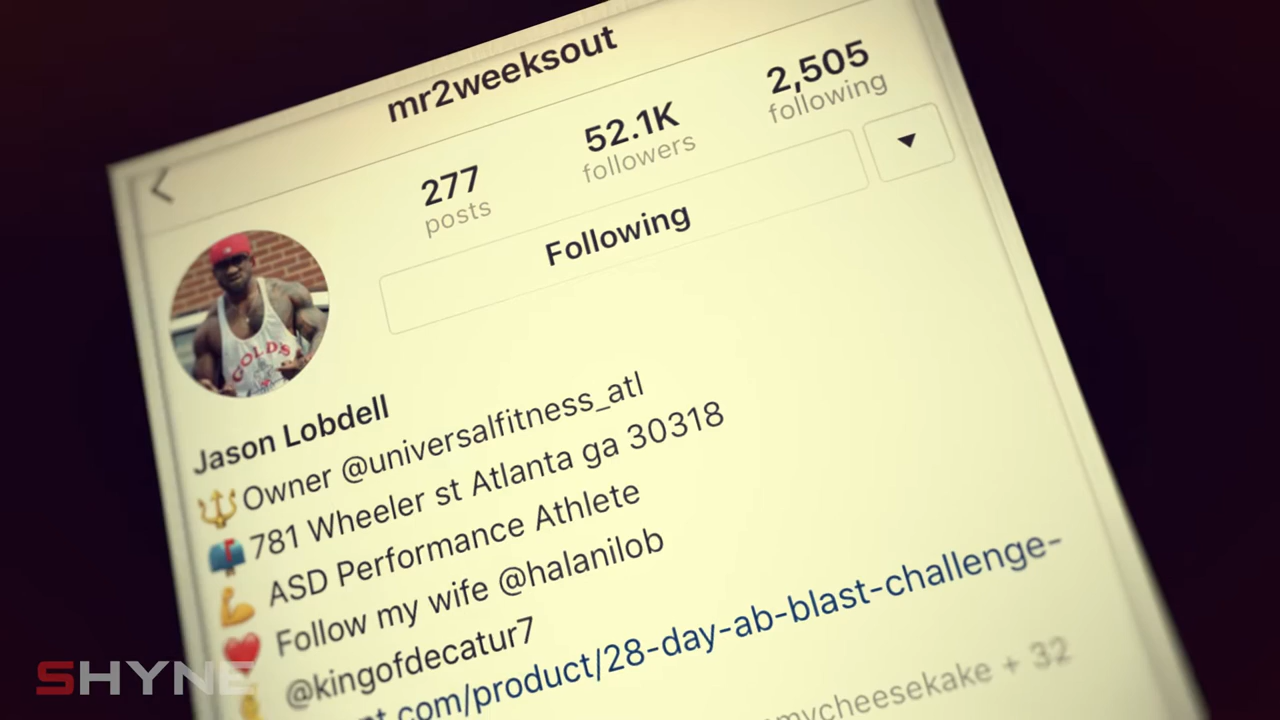 mr2weeksout
277 52.1K 2,505
posts followers following
Following
GOLD'S
Jason Lobdell
Owner @universalfitness_atl
781 Wheeler st Atlanta ga 30318
ASD Performance Athlete
Follow my wife @halanilob
@kingofdecatur7
com/product/28-day-ab-blast-challenge-
+ 32
SHYNE